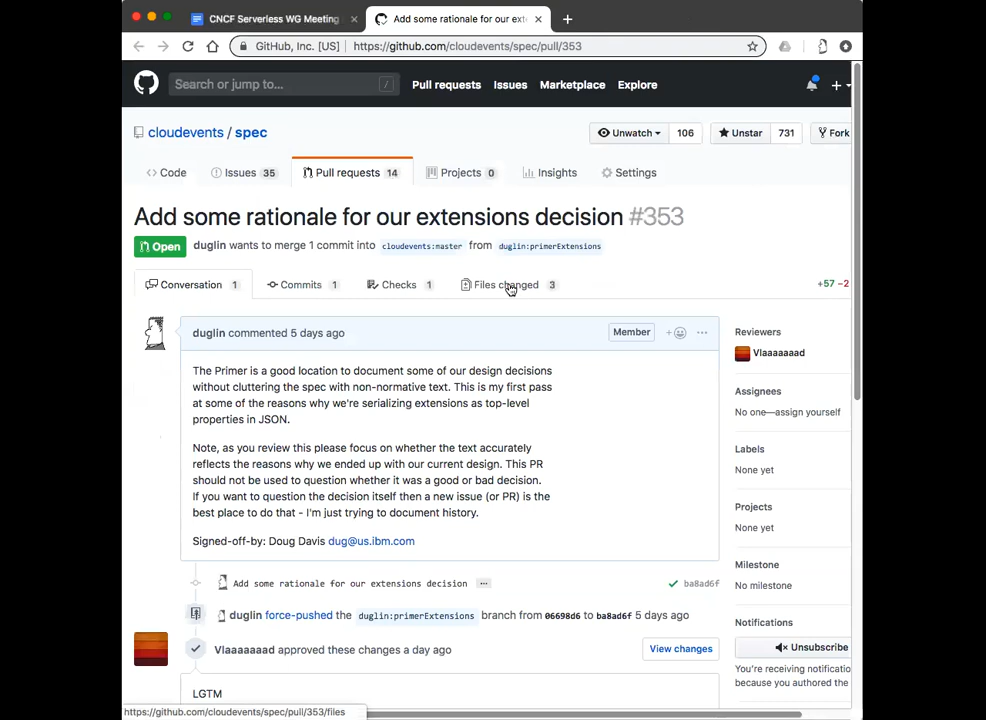 CNCF Serverless WG Meeting
Add some rationale for our ext
GitHub, Inc. [US] https://github.com/cloudevents/spec/pull/353
Search or jump to... /
Pull requests Issues Marketplace Explore
cloudevents / spec
Unwatch 106 Unstar 731 Fork
Code Issues 35 Pull requests 14 Projects 0 Insights Settings
Add some rationale for our extensions decision #353
Open duglin wants to merge 1 commit into cloudevents:master from duglin:primerExtensions
Conversation 1 Commits 1 Checks 1 Files changed 3 +57 −2
duglin commented 5 days ago Member
The Primer is a good location to document some of our design decisions
without cluttering the spec with non-normative text. This is my first pass
at some of the reasons why we're serializing extensions as top-level
properties in JSON.
Note, as you review this please focus on whether the text accurately
reflects the reasons why we ended up with our current design. This PR
should not be used to question whether it was a good or bad decision.
If you want to question the decision itself then a new issue (or PR) is the
best place to do that - I'm just trying to document history.
Signed-off-by: Doug Davis dug@us.ibm.com
Add some rationale for our extensions decision ... ba8ad6f
duglin force-pushed the duglin:primerExtensions branch from 06698d6 to ba8ad6f 5 days ago
Vlaaaaaad approved these changes a day ago View changes
LGTM
Reviewers
Vlaaaaaad
Assignees
No one—assign yourself
Labels
None yet
Projects
None yet
Milestone
No milestone
Notifications
Unsubscribe
You're receiving notificatio
because you authored the
https://github.com/cloudevents/spec/pull/353/files